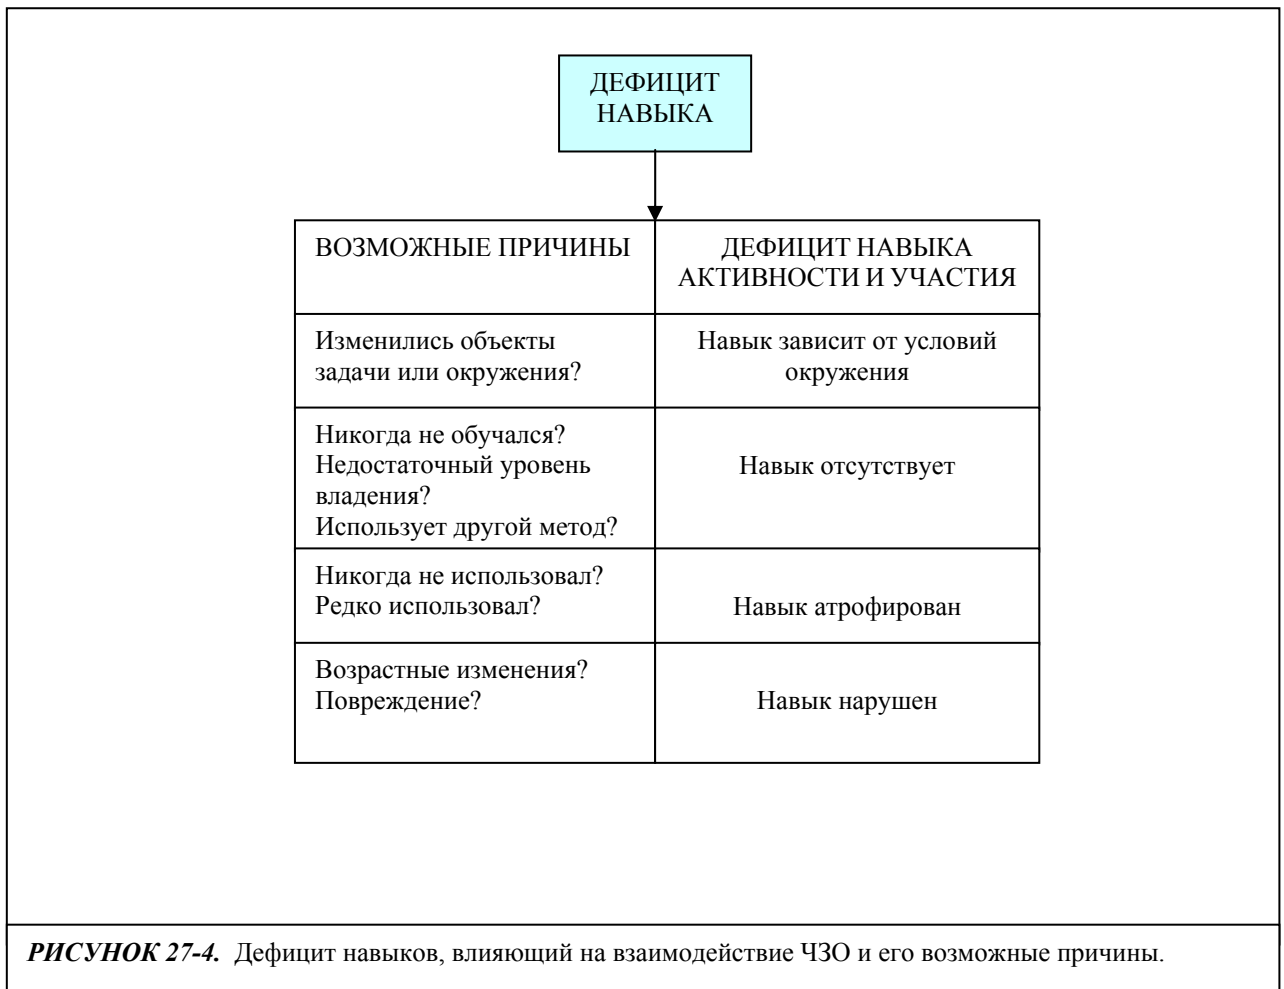 ДЕФИЦИТ
НАВЫКА
ВОЗМОЖНЫЕ ПРИЧИНЫ
ДЕФИЦИТ НАВЫКА
АКТИВНОСТИ И УЧАСТИЯ
Изменились объекты
задачи или окружения?
Навык зависит от условий
окружения
Никогда не обучался?
Недостаточный уровень
владения?
Использует другой метод?
Навык отсутствует
Никогда не использовал?
Редко использовал?
Навык атрофирован
Возрастные изменения?
Повреждение?
Навык нарушен
РИСУНОК 27-4. Дефицит навыков, влияющий на взаимодействие ЧЗО и его возможные причины.